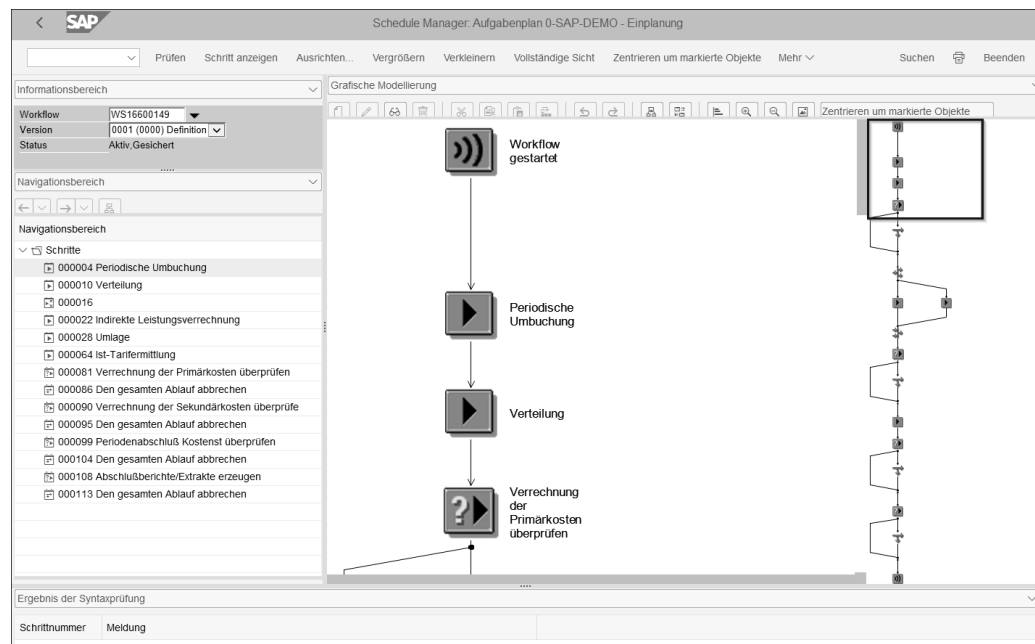 SAP
Schedule Manager: Aufgabenplan 0-SAP-DEMO - Einplanung
Prüfen Schritt anzeigen Ausrichten... Vergrößern Verkleinern Vollständige Sicht Zentrieren um markierte Objekte Mehr Suchen Beenden
Informationsbereich
Workflow WS16600149
Version 0001 (0000) Definition
Status Aktiv,Gesichert
Navigationsbereich
Navigationsbereich
Schritte
000004 Periodische Umbuchung
000010 Verteilung
000016
000022 Indirekte Leistungsverrechnung
000028 Umlage
000064 Ist-Tarifermittlung
000081 Verrechnung der Primärkosten überprüfen
000086 Den gesamten Ablauf abbrechen
000090 Verrechnung der Sekundärkosten überprüfe
000095 Den gesamten Ablauf abbrechen
000099 Periodenabschluß Kostenst überprüfen
000104 Den gesamten Ablauf abbrechen
000108 Abschlußberichte/Extrakte erzeugen
000113 Den gesamten Ablauf abbrechen
Grafische Modellierung
Zentrieren um markierte Objekte
Workflow
gestartet
Periodische
Umbuchung
Verteilung
Verrechnung
der
Primärkosten
überprüfen
Ergebnis der Syntaxprüfung
Schrittnummer Meldung